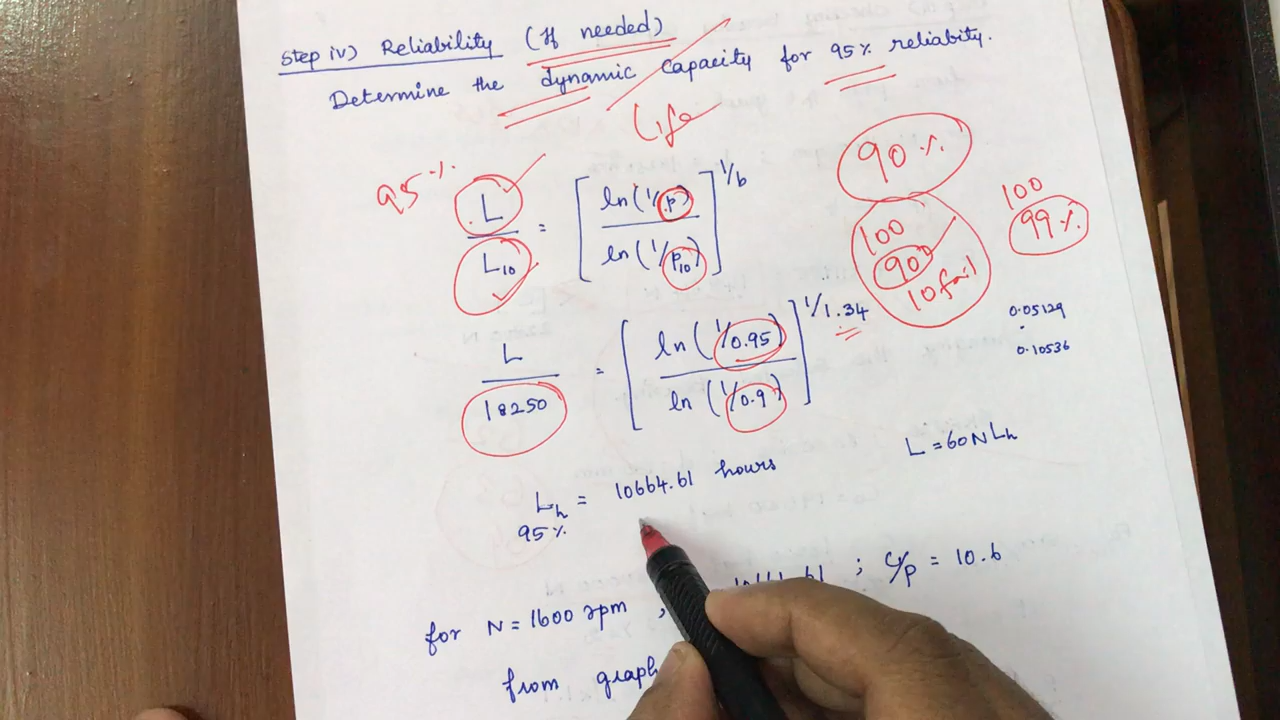 Step iv) Reliability (If needed)
Determine the dynamic capacity for 95% reliabity.
Life
95%
L/L10 = [ln(1/p)/ln(1/p10)]^1/b
90%
100
90
10 fail
100
99%
L/18250 = [ln(1/0.95)/ln(1/0.9)]^1/1.34
0.05129
0.10536
L = 60NLh
Lh = 10664.61 hours
95%
for N = 1600 rpm , ; C/p = 10.6
from graph